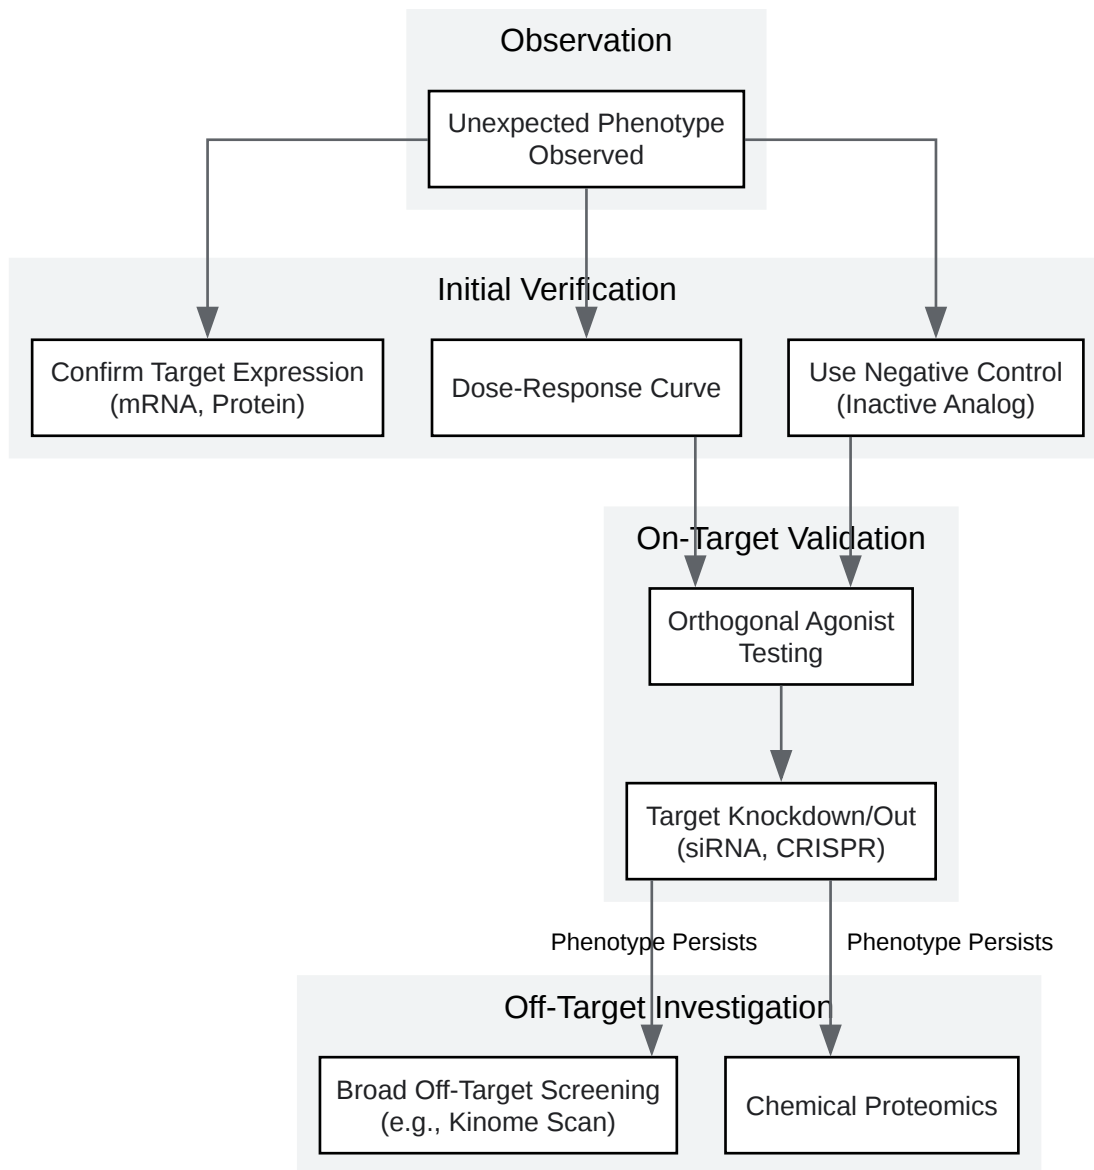 Observation
Unexpected Phenotype
Observed
Initial Verification
Confirm Target Expression
(mRNA, Protein)
Dose-Response Curve
Use Negative Control
(Inactive Analog)
On-Target Validation
Orthogonal Agonist
Testing
Target Knockdown/Out
(siRNA, CRISPR)
Phenotype Persists
Phenotype Persists
Off-Target Investigation
Broad Off-Target Screening
(e.g., Kinome Scan)
Chemical Proteomics